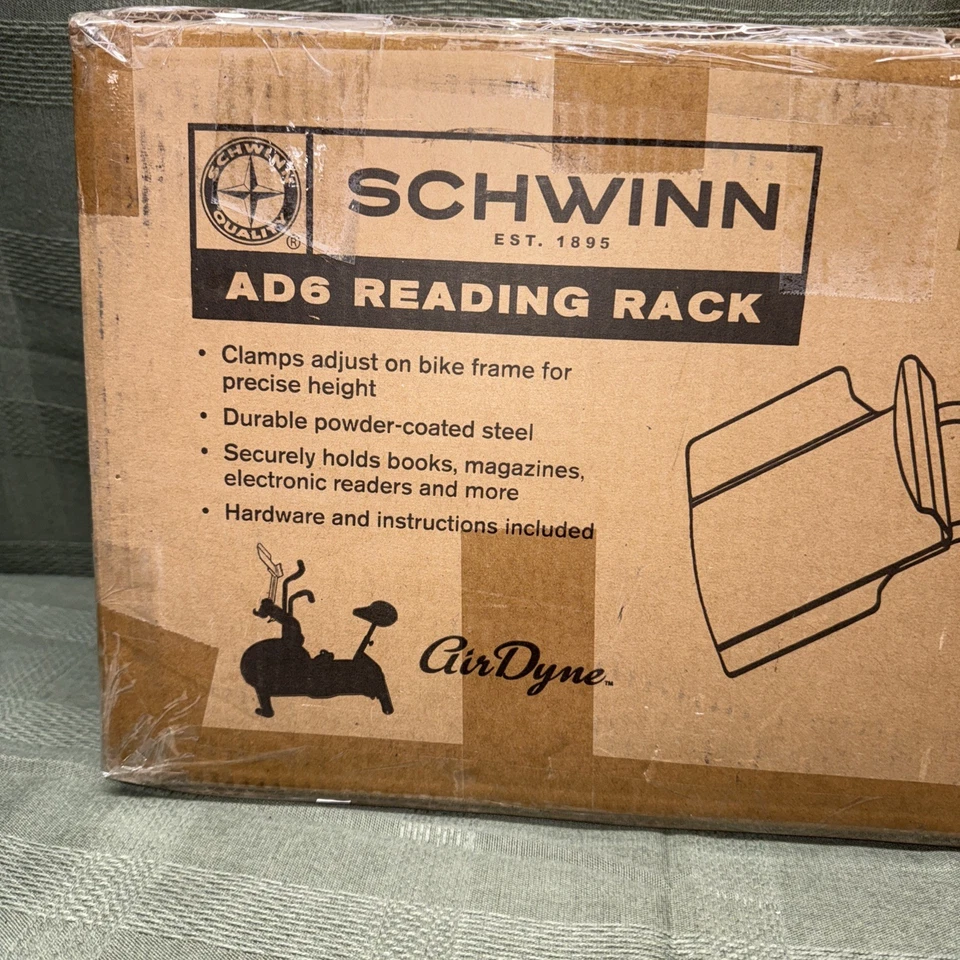 SCHWINN
QUALITY
®
SCHWINN
EST. 1895
AD6 READING RACK
• Clamps adjust on bike frame for
precise height
• Durable powder-coated steel
• Securely holds books, magazines,
electronic readers and more
• Hardware and instructions included
AirDyne™